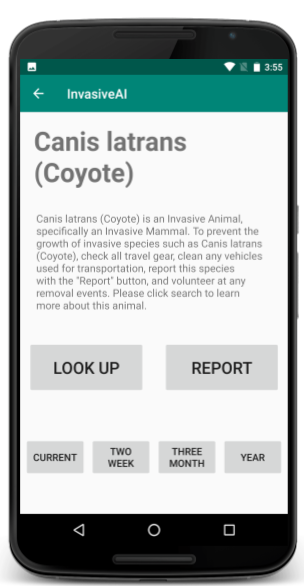 3:55
InvasiveAI
Canis latrans
(Coyote)
Canis latrans (Coyote) is an Invasive Animal,
specifically an Invasive Mammal. To prevent the
growth of invasive species such as Canis latrans
(Coyote), check all travel gear, clean any vehicles
used for transportation, report this species
with the "Report" button, and volunteer at any
removal events. Please click search to learn
more about this animal.
LOOK UP REPORT
CURRENT TWO WEEK THREE MONTH YEAR